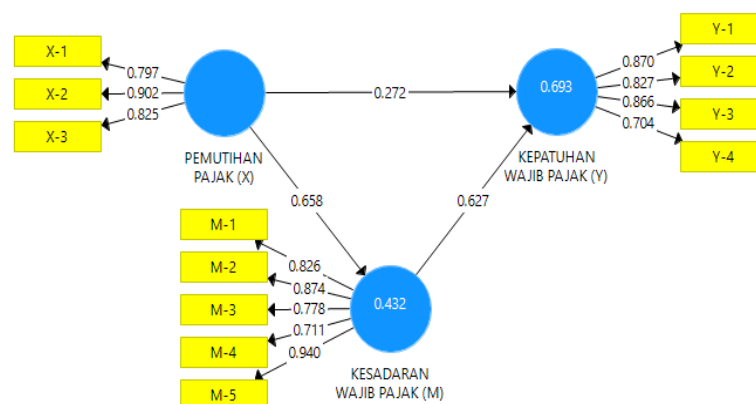 X-1
X-2
X-3
0.797
0.902
0.825
PEMUTIHAN
PAJAK (X)
0.272
0.658
0.627
0.693
KEPATUHAN
WAJIB PAJAK (Y)
0.870
0.827
0.866
0.704
Y-1
Y-2
Y-3
Y-4
M-1
M-2
M-3
M-4
M-5
0.826
0.874
0.778
0.711
0.940
0.432
KESADARAN
WAJIB PAJAK (M)